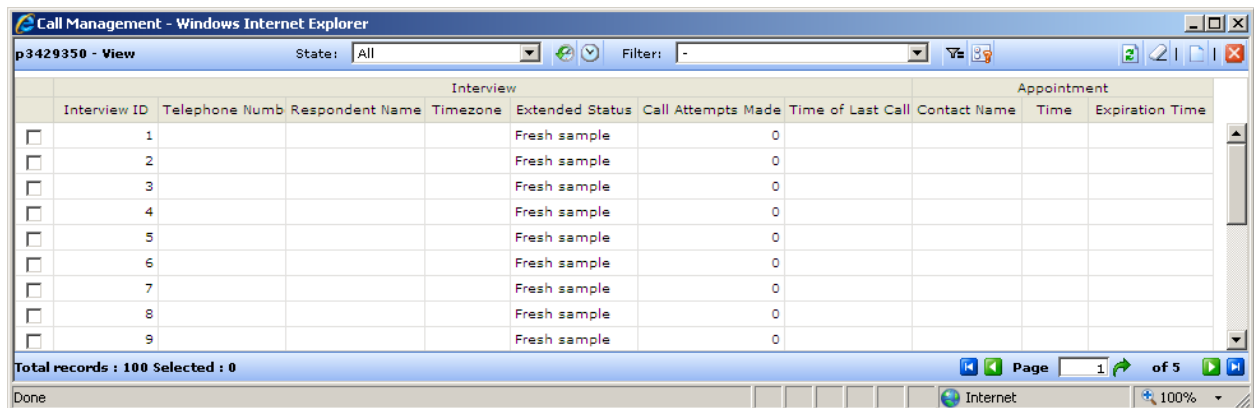 Call Management - Windows Internet Explorer
p3429350 - View State: All Filter: -
Interview Appointment
Interview ID Telephone Numb Respondent Name Timezone Extended Status Call Attempts Made Time of Last Call Contact Name Time Expiration Time
1 Fresh sample 0
2 Fresh sample 0
3 Fresh sample 0
4 Fresh sample 0
5 Fresh sample 0
6 Fresh sample 0
7 Fresh sample 0
8 Fresh sample 0
9 Fresh sample 0
Total records : 100 Selected : 0 Page 1 of 5
Done Internet 100%